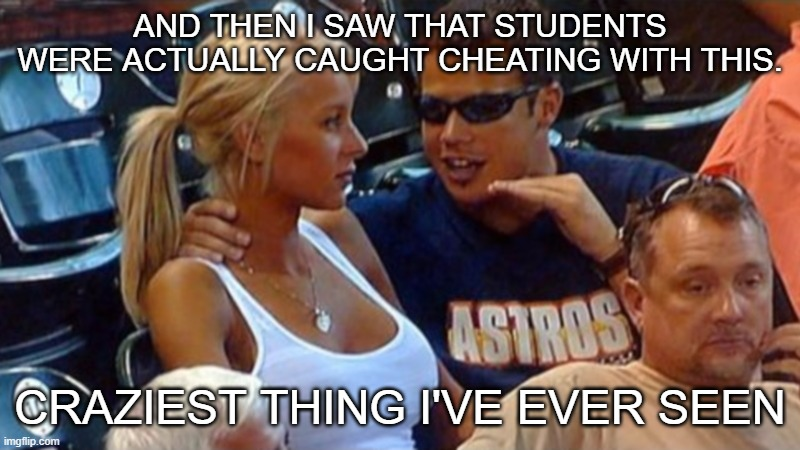 AND THEN I SAW THAT STUDENTS
WERE ACTUALLY CAUGHT CHEATING WITH THIS.
ASTROS
CRAZIEST THING I'VE EVER SEEN
imgflip.com